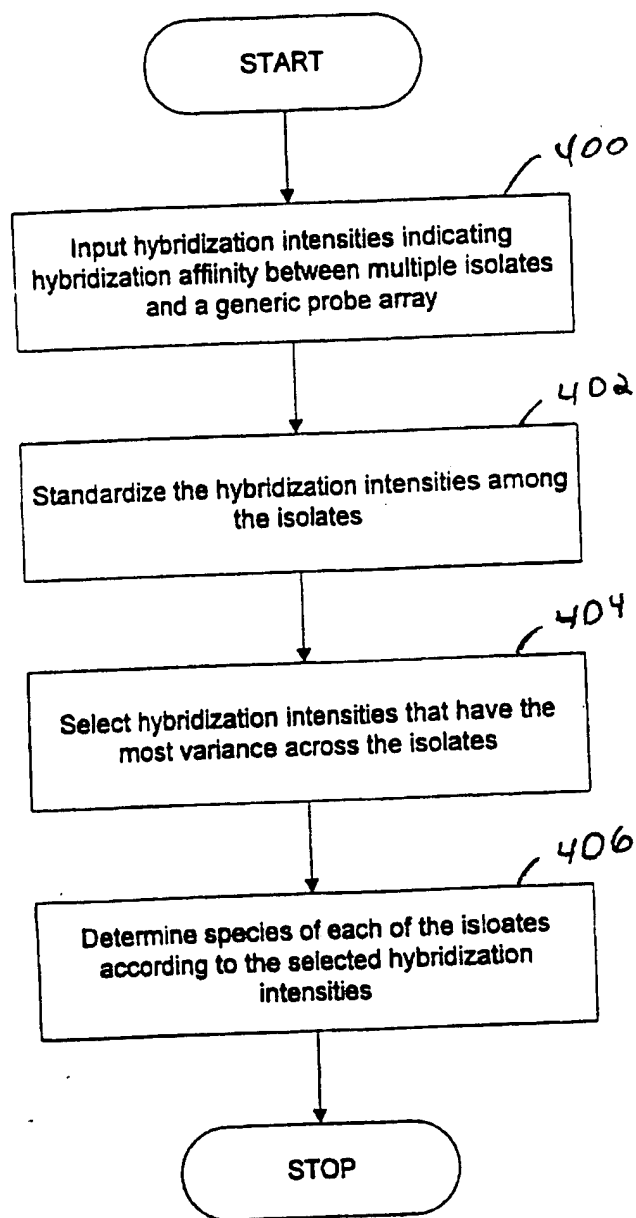 START
400
Input hybridization intensities indicating
hybridization affiinity between multiple isolates
and a generic probe array
402
Standardize the hybridization intensities among
the isolates
404
Select hybridization intensities that have the
most variance across the isolates
406
Determine species of each of the isloates
according to the selected hybridization
intensities
STOP